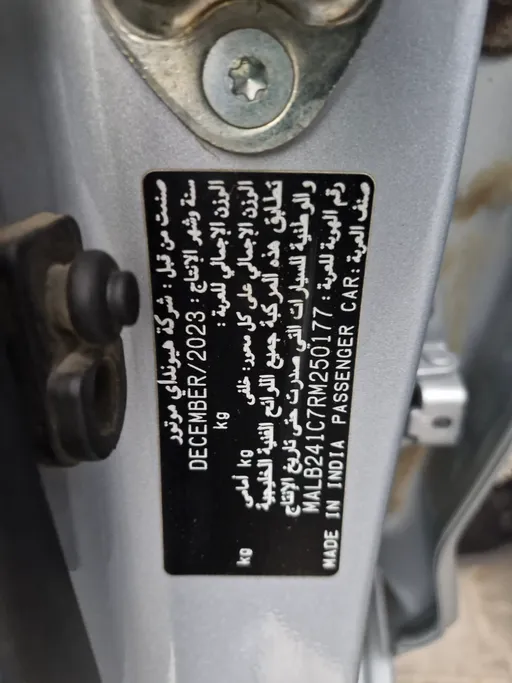 صنعت من قبل : شركة هيونداي موتور
سنة وشهر الإنتاج : DECEMBER/2023
الوزن الإجمالي للعربة : kg
الوزن الإجمالي على كل محور: خلفي kg أمامي kg
تطابق هذه المركبة جميع اللوائح الفنية الخليجية
والوطنية للسيارات التي صدرت حتى تاريخ الإنتاج
رقم الهوية للعربة : MALB241C7RM250177
صنف العربة : MADE IN INDIA PASSENGER CAR